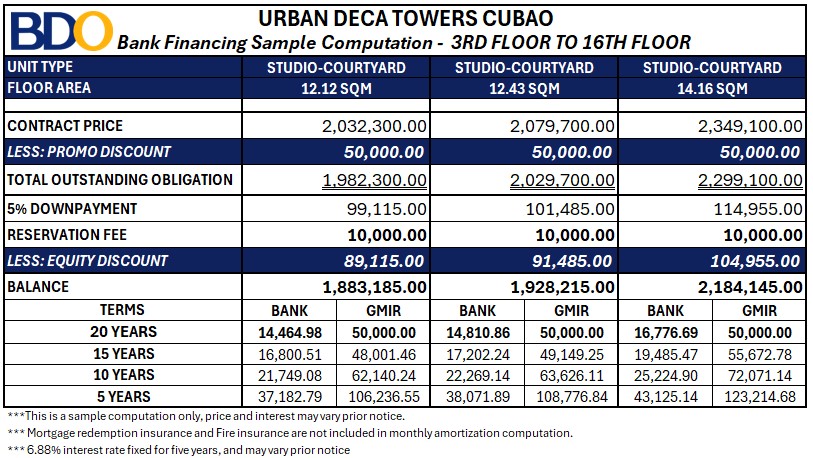 BDO
URBAN DECA TOWERS CUBAO
Bank Financing Sample Computation - 3RD FLOOR TO 16TH FLOOR
UNIT TYPE STUDIO-COURTYARD STUDIO-COURTYARD STUDIO-COURTYARD
FLOOR AREA 12.12 SQM 12.43 SQM 14.16 SQM
CONTRACT PRICE 2,032,300.00 2,079,700.00 2,349,100.00
LESS: PROMO DISCOUNT 50,000.00 50,000.00 50,000.00
TOTAL OUTSTANDING OBLIGATION 1,982,300.00 2,029,700.00 2,299,100.00
5% DOWNPAYMENT 99,115.00 101,485.00 114,955.00
RESERVATION FEE 10,000.00 10,000.00 10,000.00
LESS: EQUITY DISCOUNT 89,115.00 91,485.00 104,955.00
BALANCE 1,883,185.00 1,928,215.00 2,184,145.00
TERMS BANK GMIR BANK GMIR BANK GMIR
20 YEARS 14,464.98 50,000.00 14,810.86 50,000.00 16,776.69 50,000.00
15 YEARS 16,800.51 48,001.46 17,202.24 49,149.25 19,485.47 55,672.78
10 YEARS 21,749.08 62,140.24 22,269.14 63,626.11 25,224.90 72,071.14
5 YEARS 37,182.79 106,236.55 38,071.89 108,776.84 43,125.14 123,214.68
***This is a sample computation only, price and interest may vary prior notice.
*** Mortgage redemption insurance and Fire insurance are not included in monthly amortization computation.
*** 6.88% interest rate fixed for five years, and may vary prior notice